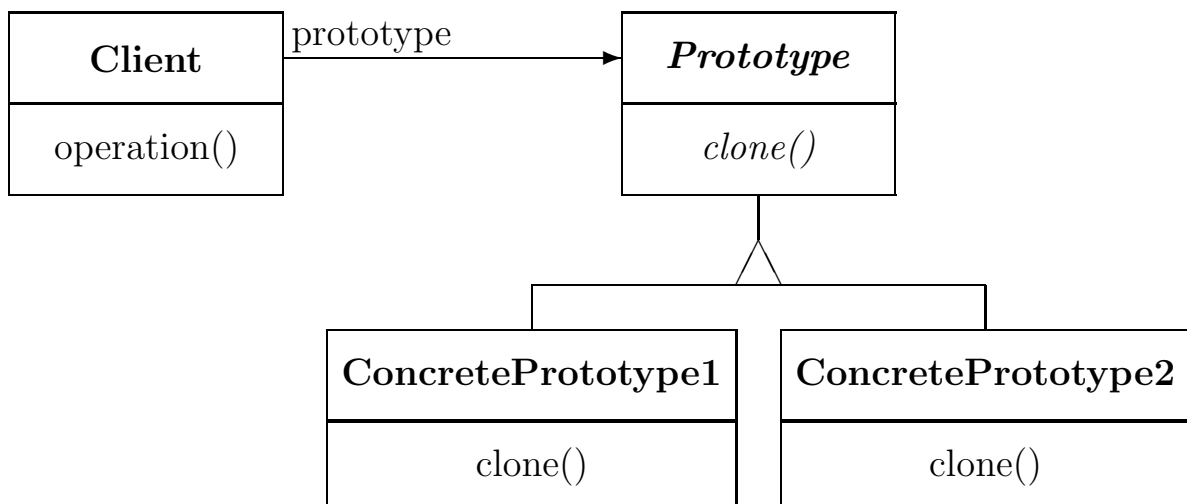 prototype
Client
Prototype
operation()
clone()
ConcretePrototype1
ConcretePrototype2
clone()
clone()